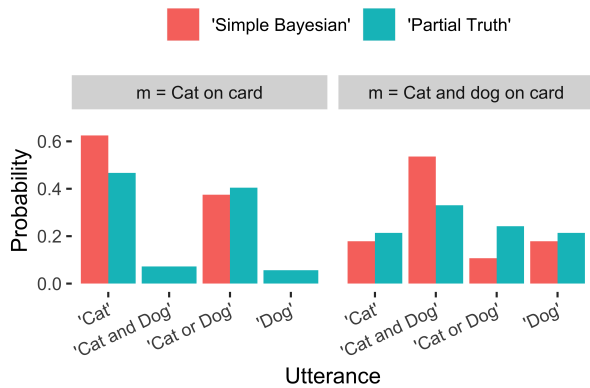 'Simple Bayesian' 'Partial Truth'
m = Cat on card m = Cat and dog on card
Probability
0.6
0.4
0.2
0.0
'Cat' 'Cat and Dog' 'Cat or Dog' 'Dog' 'Cat' 'Cat and Dog' 'Cat or Dog' 'Dog'
Utterance